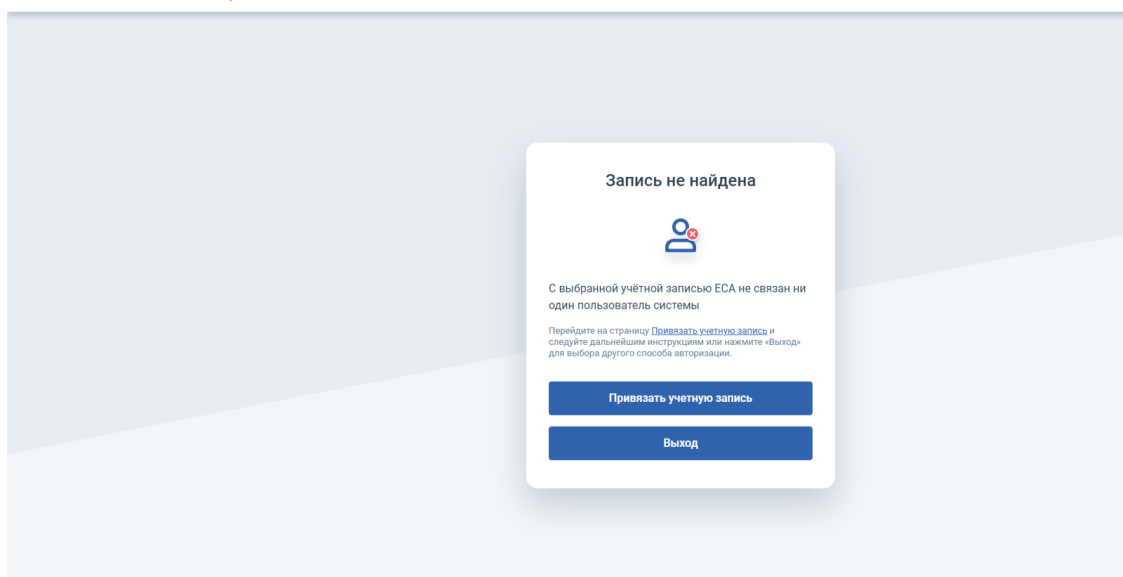 Запись не найдена
С выбранной учётной записью ЕСА не связан ни
один пользователь системы
Перейдите на страницу Привязать учетную запись и
следуйте дальнейшим инструкциям или нажмите «Выход»
для выбора другого способа авторизации.
Привязать учетную запись
Выход